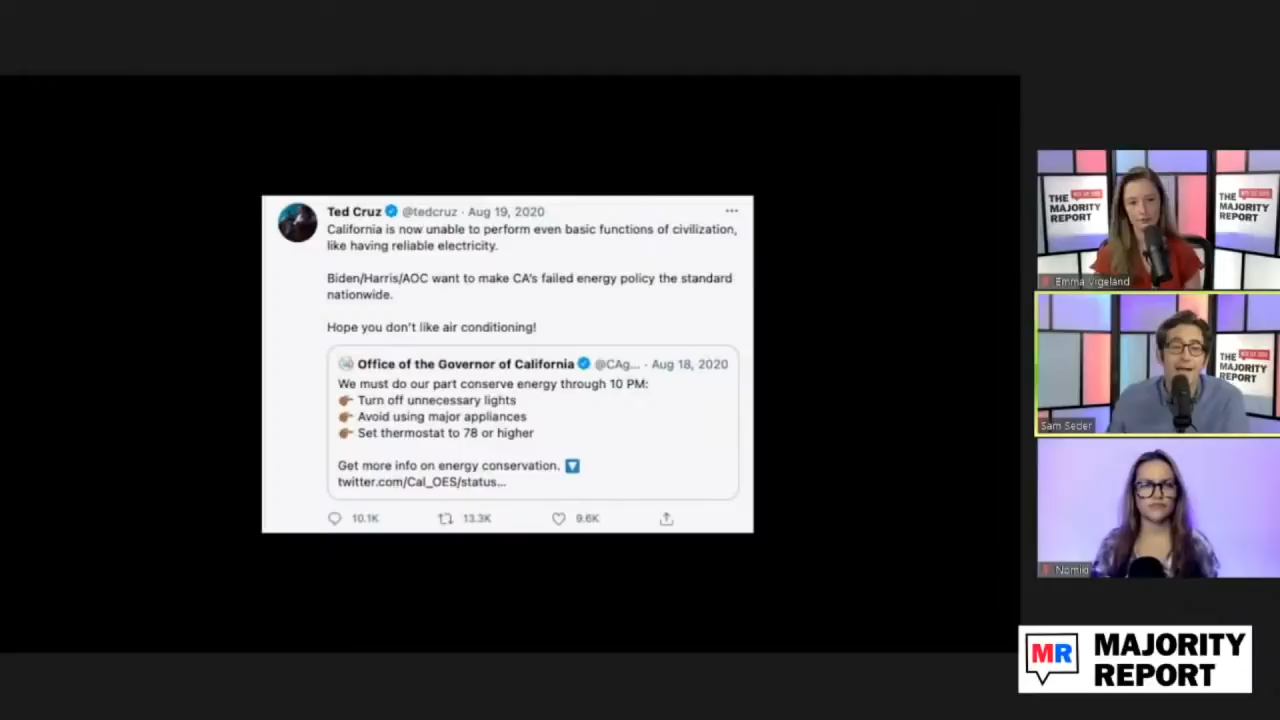 Ted Cruz @tedcruz · Aug 19, 2020
California is now unable to perform even basic functions of civilization,
like having reliable electricity.
Biden/Harris/AOC want to make CA's failed energy policy the standard
nationwide.
Hope you don't like air conditioning!
Office of the Governor of California @CAg... · Aug 18, 2020
We must do our part conserve energy through 10 PM:
Turn off unnecessary lights
Avoid using major appliances
Set thermostat to 78 or higher
Get more info on energy conservation.
twitter.com/Cal_OES/status...
10.1K 13.3K 9.6K
THE
MAJORITY
REPORT
THE
MAJORITY
REPORT
Emma Vigeland
THE
MAJORITY
REPORT
Sam Seder
Nomiki
MR MAJORITY
REPORT